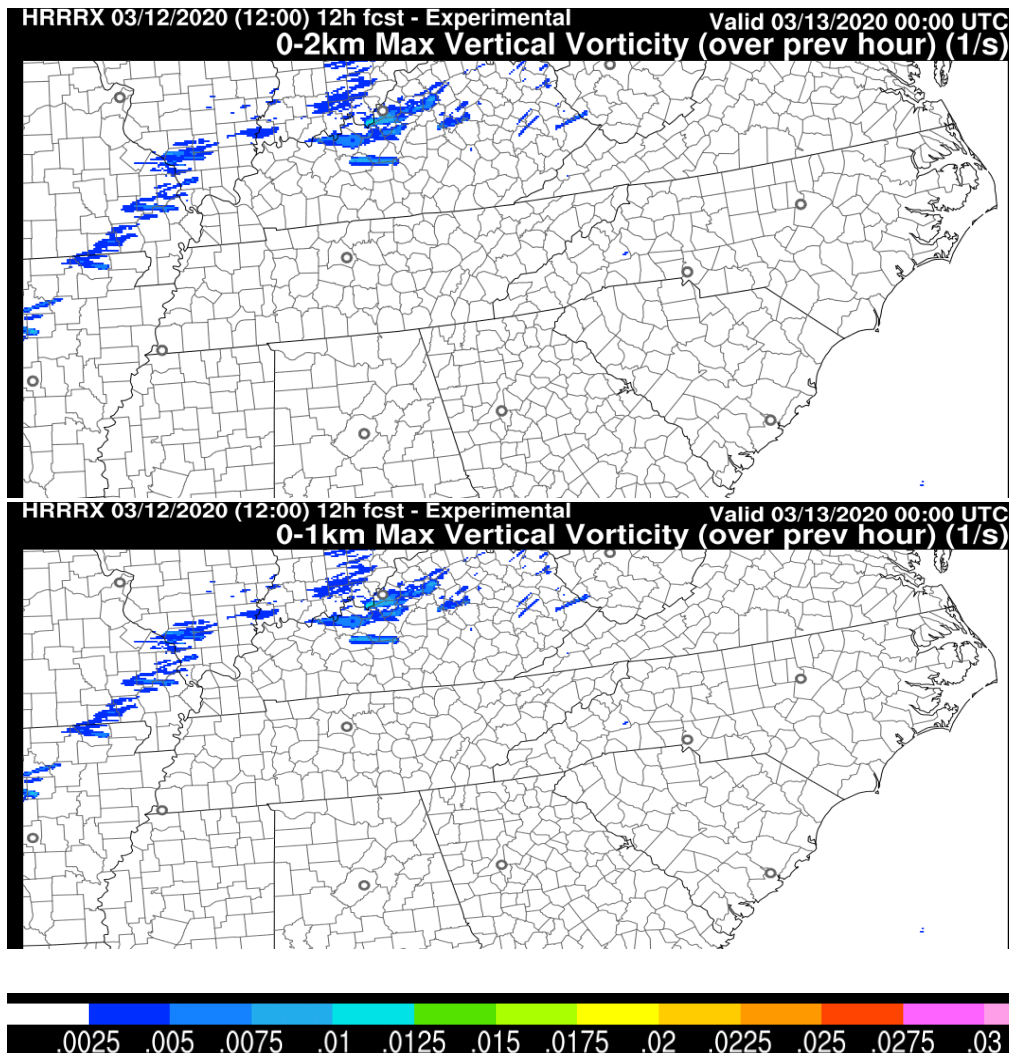 HRRRX 03/12/2020 (12:00) 12h fcst - Experimental Valid 03/13/2020 00:00 UTC
0-2km Max Vertical Vorticity (over prev hour) (1/s)
HRRRX 03/12/2020 (12:00) 12h fcst - Experimental Valid 03/13/2020 00:00 UTC
0-1km Max Vertical Vorticity (over prev hour) (1/s)
.0025 .005 .0075 .01 .0125 .015 .0175 .02 .0225 .025 .0275 .03